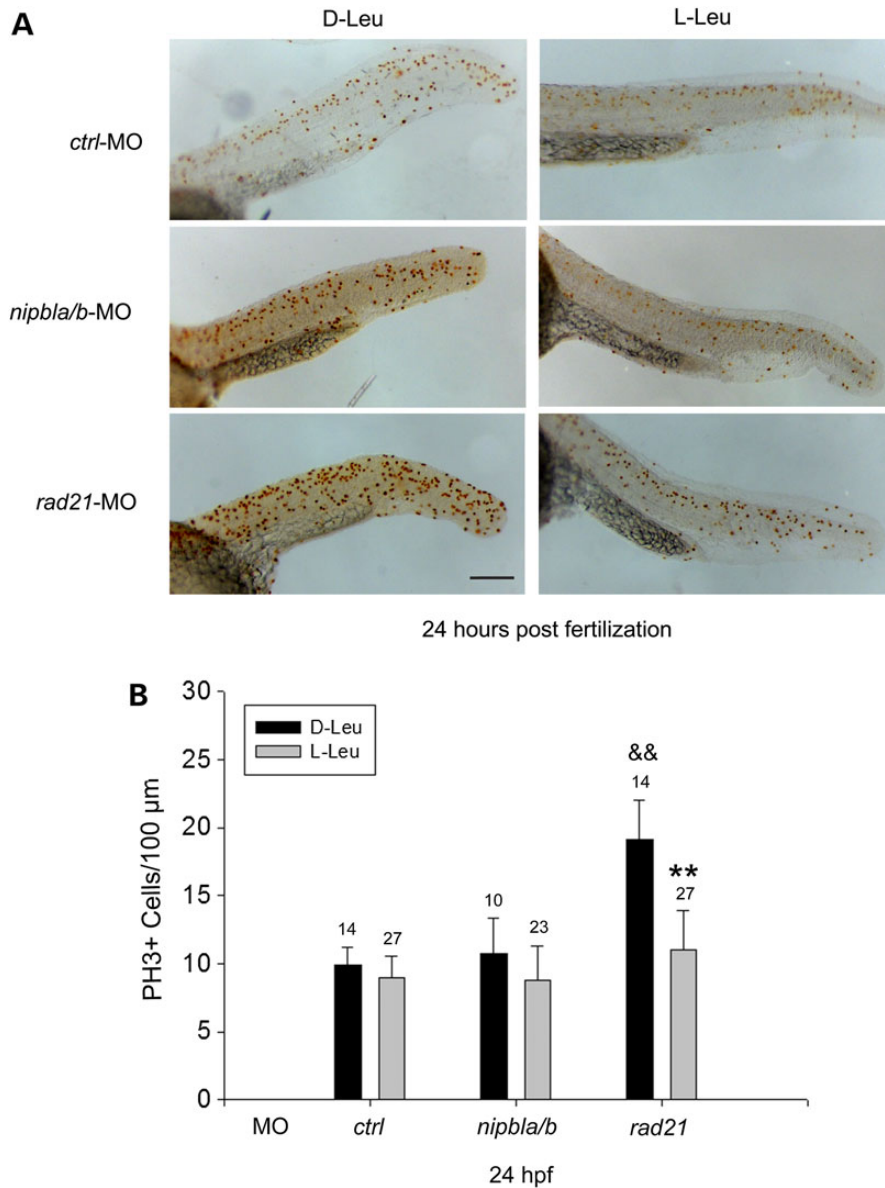 A
D-Leu L-Leu
ctrl-MO
nipbla/b-MO
rad21-MO
24 hours post fertilization
B
30
25
20
15
10
5
0
PH3+ Cells/100 µm
D-Leu
L-Leu
14 27
10 23
&&
14
**
27
MO ctrl nipbla/b rad21
24 hpf